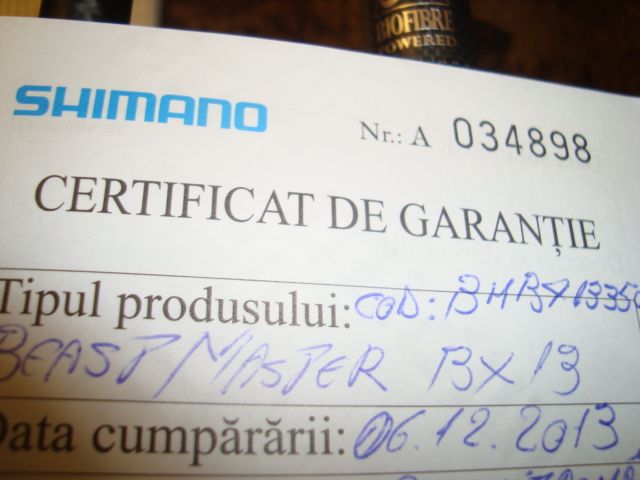 BIOFIBRE
POWERED
SHIMANO
Nr.: A 034898
CERTIFICAT DE GARANȚIE
Tipul produsului: COD:
BEAST MASTER BX 13
Data cumpărării: 06.12.2013